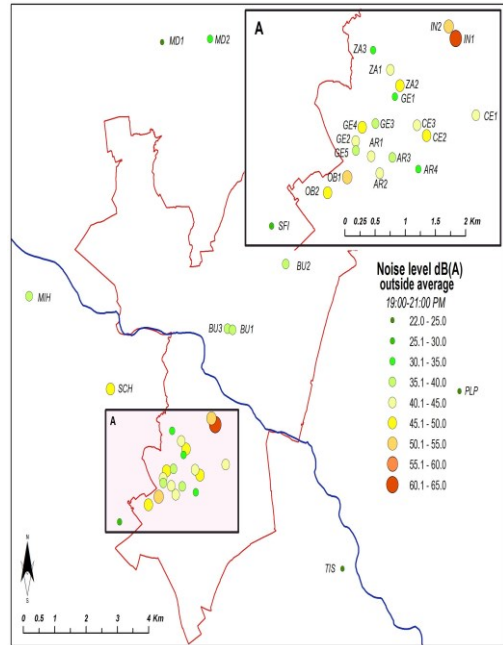 A
IN2
IN1
MD1
MD2
ZA3
ZA1
ZA2
GE1
CE1
GE4
GE3
CE3
CE2
GE2
AR1
GE5
AR3
AR4
OB1
AR2
OB2
0 0.25 0.5 1 1.5 2 Km
SFI
BU2
Noise level dB(A)
outside average
19:00-21:00 PM
22.0 - 25.0
25.1 - 30.0
30.1 - 35.0
35.1 - 40.0
40.1 - 45.0
45.1 - 50.0
50.1 - 55.0
55.1 - 60.0
60.1 - 65.0
MIH
BU3
BU1
SCH
PLP
A
TIS
N
S
0 0.5 1 2 3 4 Km